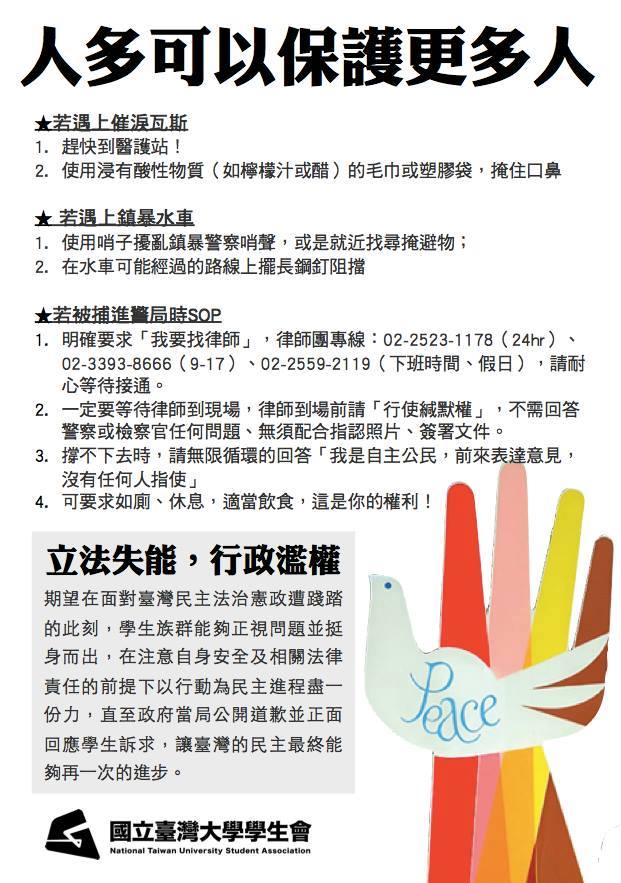 人多可以保護更多人
★若遇上催淚瓦斯
1. 趕快到醫護站！
2. 使用浸有酸性物質（如檸檬汁或醋）的毛巾或塑膠袋，掩住口鼻
★ 若遇上鎮暴水車
1. 使用哨子擾亂鎮暴警察哨聲，或是就近找尋掩避物；
2. 在水車可能經過的路線上擺長鋼釘阻擋
★若被捕進警局時SOP
1. 明確要求「我要找律師」，律師團專線：02-2523-1178（24hr）、
02-3393-8666（9-17）、02-2559-2119（下班時間、假日），請耐
心等待接通。
2. 一定要等待律師到現場，律師到場前請「行使緘默權」，不需回答
警察或檢察官任何問題、無須配合指認照片、簽署文件。
3. 撐不下去時，請無限循環的回答「我是自主公民，前來表達意見，
沒有任何人指使」
4. 可要求如廁、休息，適當飲食，這是你的權利！
立法失能，行政濫權
期望在面對臺灣民主法治憲政遭踐踏
的此刻，學生族群能夠正視問題並挺
身而出，在注意自身安全及相關法律
責任的前提下以行動為民主進程盡一
份力，直至政府當局公開道歉並正面
回應學生訴求，讓臺灣的民主最終能
夠再一次的進步。
Peace
國立臺灣大學學生會
National Taiwan University Student Association